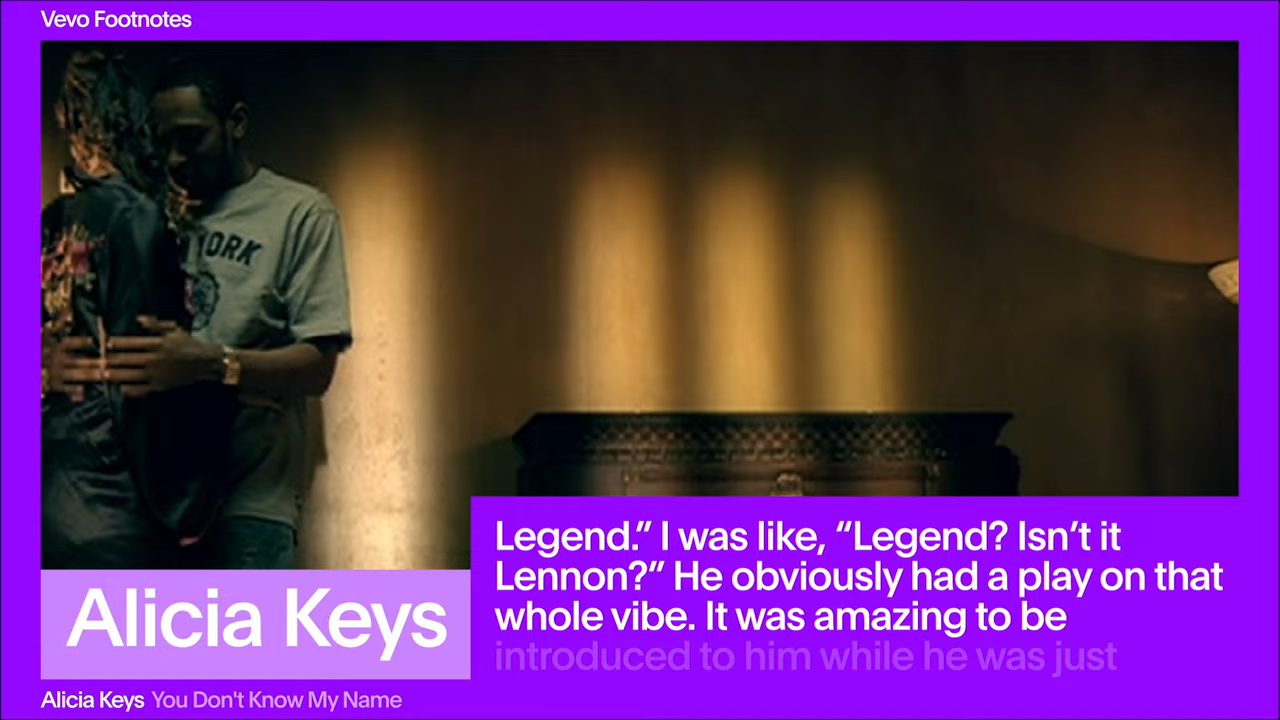 Vevo Footnotes
YORK
Alicia Keys
Legend.” I was like, “Legend? Isn’t it
Lennon?” He obviously had a play on that
whole vibe. It was amazing to be
introduced to him while he was just
Alicia Keys You Don't Know My Name